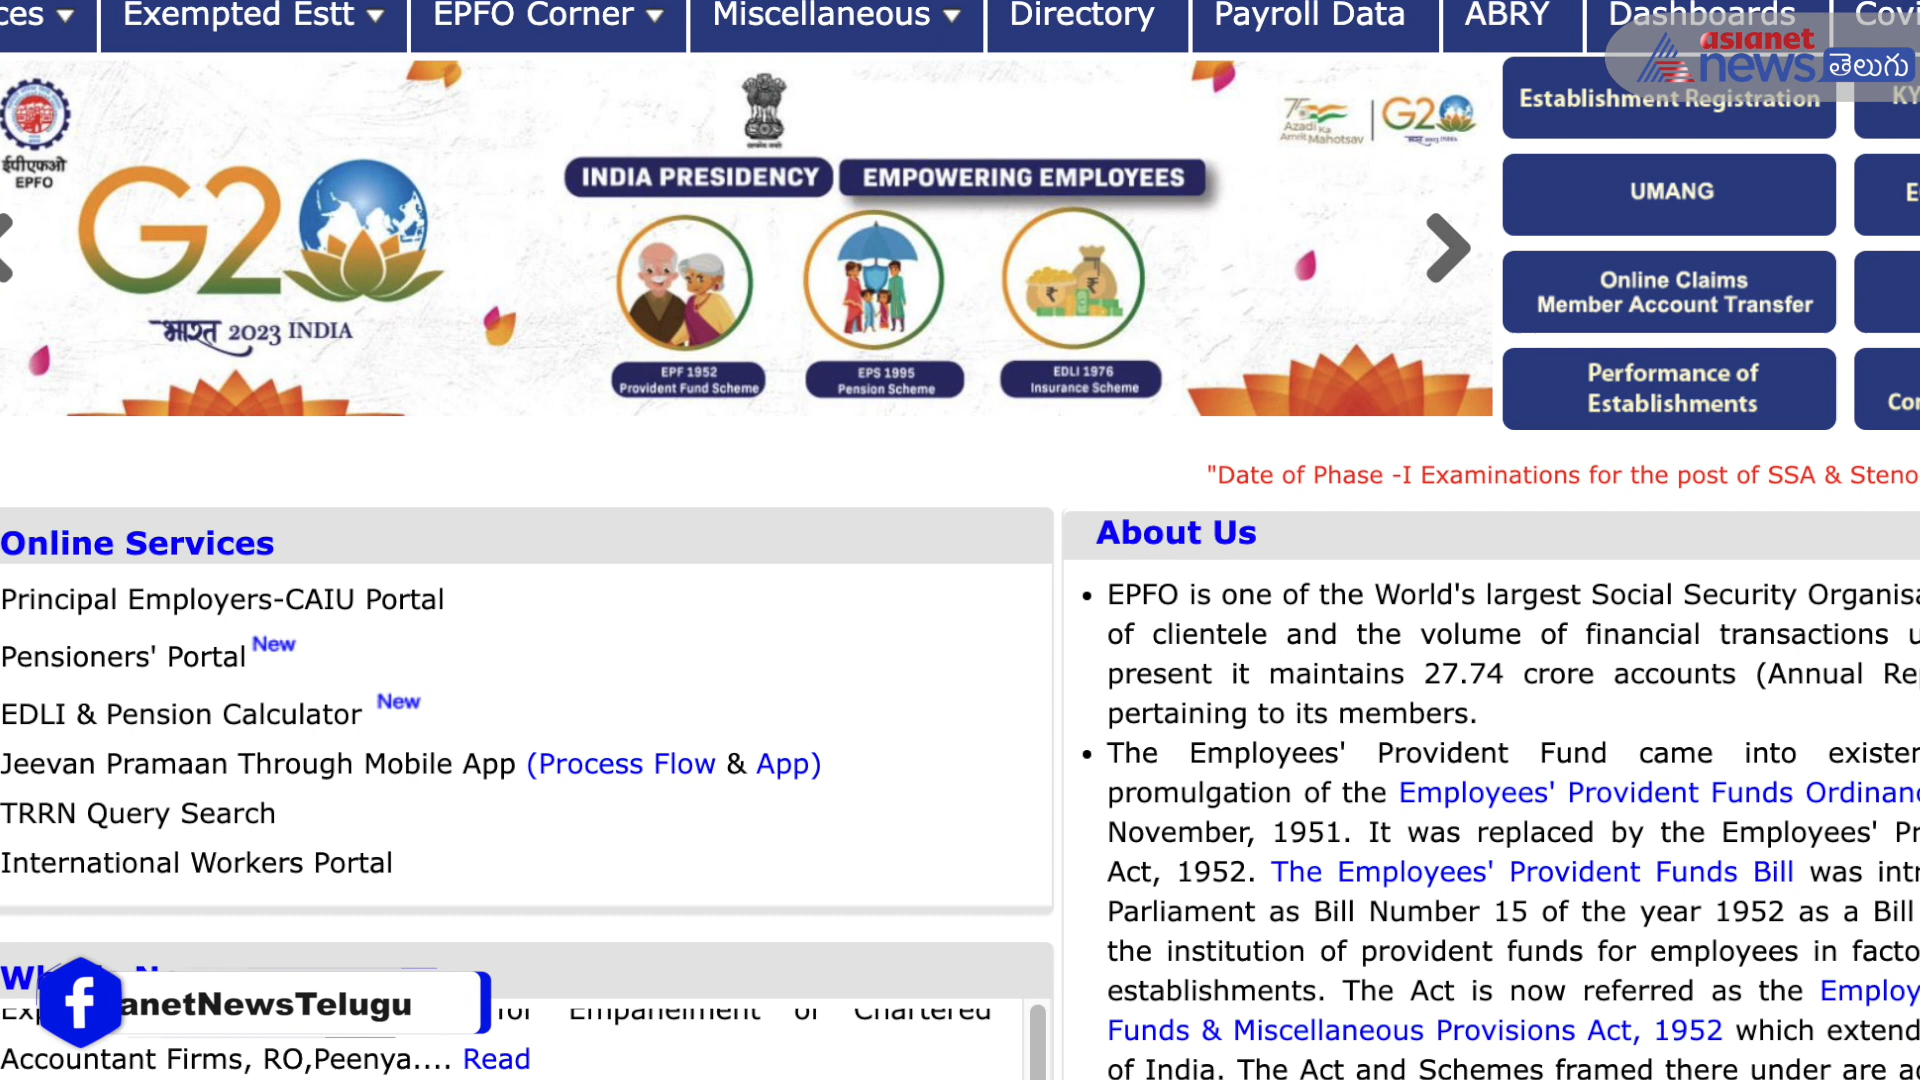 Exempted Estt
EPFO Corner
Miscellaneous
Directory
Payroll Data
ABRY
Dashboards
asianet
news తెలుగు
ईपीएफओ
EPFO
G20
भारत 2023 INDIA
INDIA PRESIDENCY
EMPOWERING EMPLOYEES
75
Azadi Ka
Amrit Mahotsav
G20
EPF 1952
Provident Fund Scheme
EPS 1995
Pension Scheme
EDLI 1976
Insurance Scheme
Establishment Registration
UMANG
Online Claims
Member Account Transfer
Performance of
Establishments
"Date of Phase -I Examinations for the post of SSA & Steno
Online Services
Principal Employers-CAIU Portal
Pensioners' Portal New
EDLI & Pension Calculator New
Jeevan Pramaan Through Mobile App (Process Flow & App)
TRRN Query Search
International Workers Portal
anetNewsTelugu
for Empanelment of Chartered
Accountant Firms, RO,Peenya.... Read
About Us
• EPFO is one of the World's largest Social Security
of clientele and the volume of financial transactions
present it maintains 27.74 crore accounts (Annual
pertaining to its members.
• The Employees' Provident Fund came into
promulgation of the Employees' Provident Funds
November, 1951. It was replaced by the Employees'
Act, 1952. The Employees' Provident Funds Bill was
Parliament as Bill Number 15 of the year 1952 as a Bill
the institution of provident funds for employees in
establishments. The Act is now referred as the
Funds & Miscellaneous Provisions Act, 1952 which
of India. The Act and Schemes framed there under are